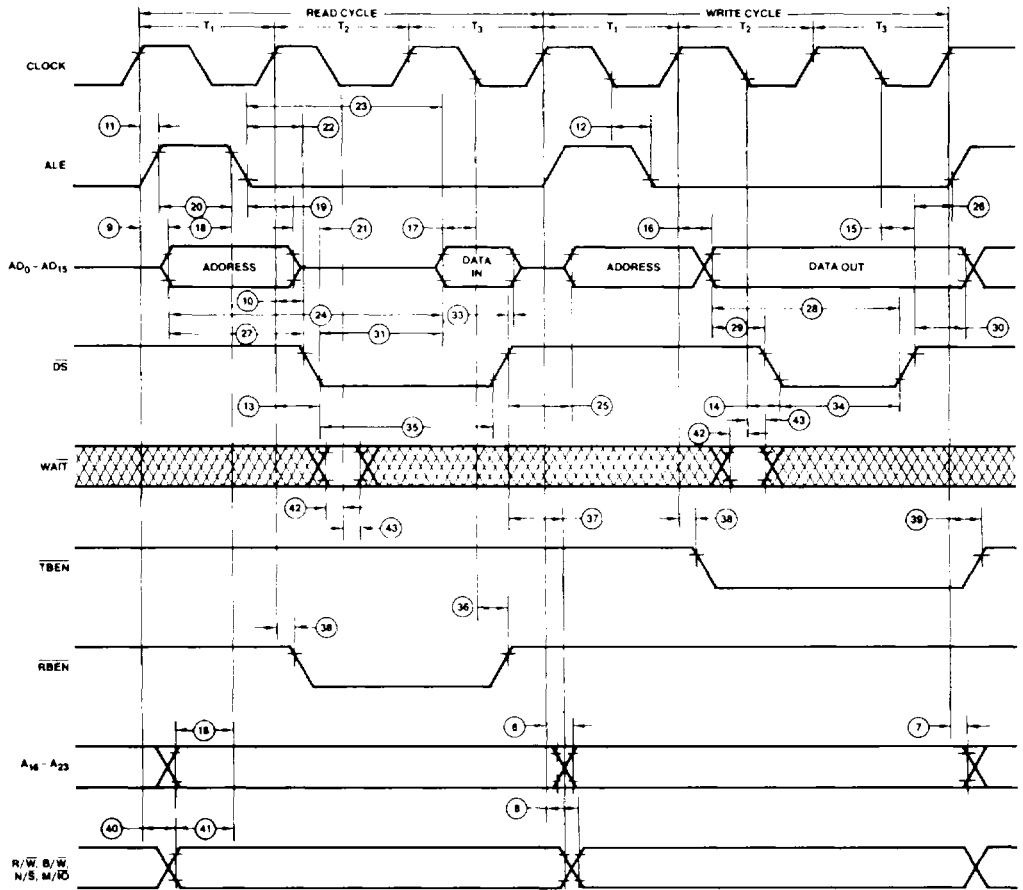 READ CYCLE WRITE CYCLE
T1 T2 T3 T1 T2 T3
CLOCK
23
11 22 12
ALE
20 19 26
9 18 21 17 16 15
AD0 - AD15 ADDRESS DATA IN ADDRESS DATA OUT
10
24 33 28
27 31 29 30
DS
13 25 14 34
35 42 43
WAIT
42 43 37 38 39
TBEN
36
38
RBEN
18 6 7
A16 - A23
8
40 41
R/W, B/W,
N/S, M/IO